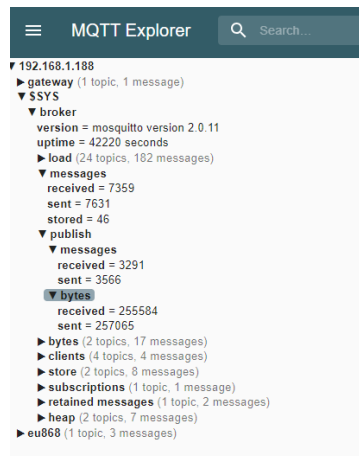 MQTT Explorer
Search...
▼ 192.168.1.188
▶ gateway (1 topic, 1 message)
▼ $SYS
▼ broker
version = mosquitto version 2.0.11
uptime = 42220 seconds
▶ load (24 topics, 182 messages)
▼ messages
received = 7359
sent = 7631
stored = 46
▼ publish
▼ messages
received = 3291
sent = 3566
▼ bytes
received = 255584
sent = 257065
▶ bytes (2 topics, 17 messages)
▶ clients (4 topics, 4 messages)
▶ store (2 topics, 8 messages)
▶ subscriptions (1 topic, 1 message)
▶ retained messages (1 topic, 2 messages)
▶ heap (2 topics, 7 messages)
▶ eu868 (1 topic, 3 messages)